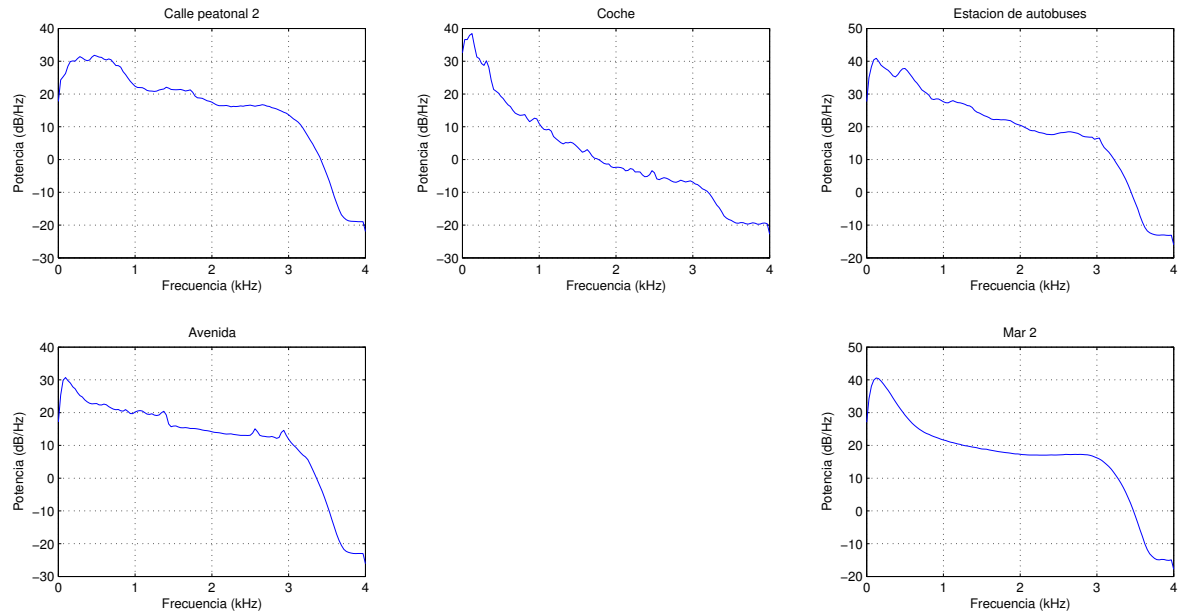 Calle peatonal 2
Potencia (dB/Hz)
40
30
20
10
0
−10
−20
−30
0 1 2 3 4
Frecuencia (kHz)
Coche
Potencia (dB/Hz)
40
30
20
10
0
−10
−20
−30
0 1 2 3 4
Frecuencia (kHz)
Estacion de autobuses
Potencia (dB/Hz)
50
40
30
20
10
0
−10
−20
0 1 2 3 4
Frecuencia (kHz)
Avenida
Potencia (dB/Hz)
40
30
20
10
0
−10
−20
−30
0 1 2 3 4
Frecuencia (kHz)
Mar 2
Potencia (dB/Hz)
50
40
30
20
10
0
−10
−20
0 1 2 3 4
Frecuencia (kHz)